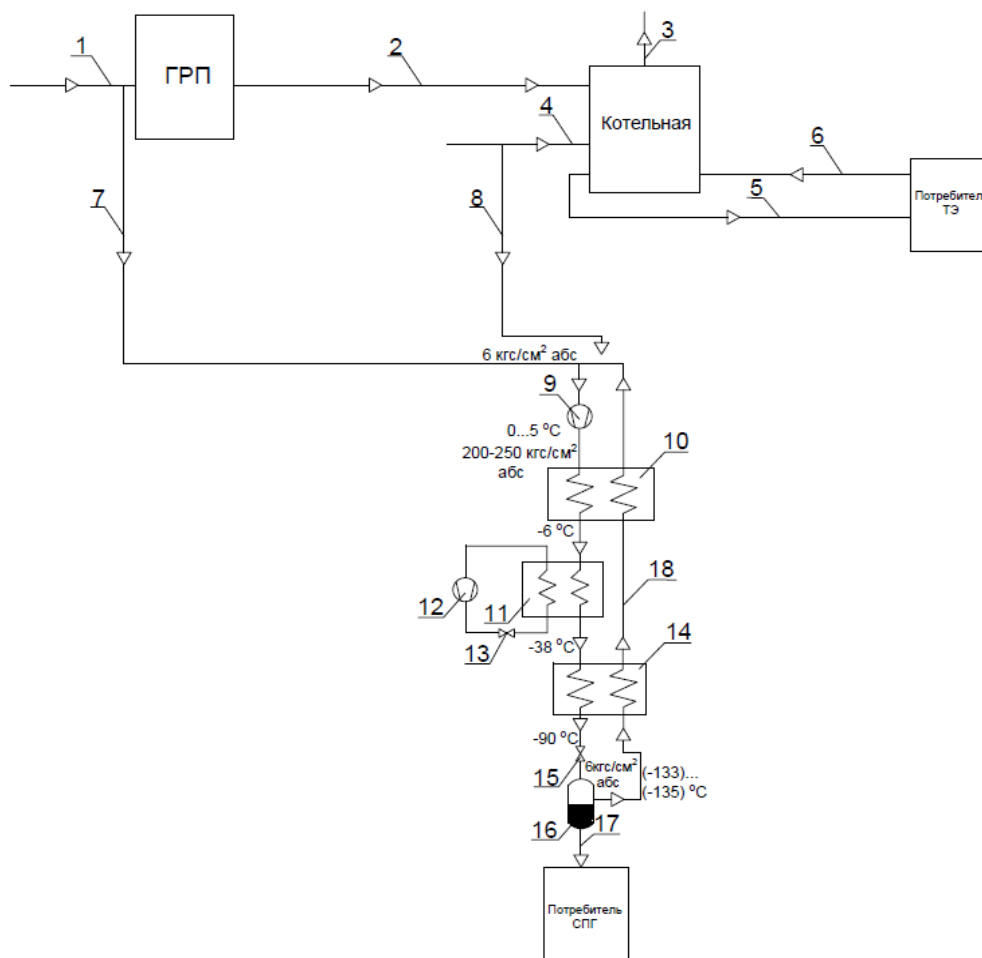 1
ГРП
2
3
4
Котельная
6
5
Потребител
ТЭ
7
8
6 кгс/см² абс
9
0...5 °C
200-250 кгс/см²
абс
10
-6 °C
12
11
13
18
-38 °C
14
-90 °C
15
6кгс/см²
абс
(-133)...
(-135) °C
16
17
Потребитель
СПГ